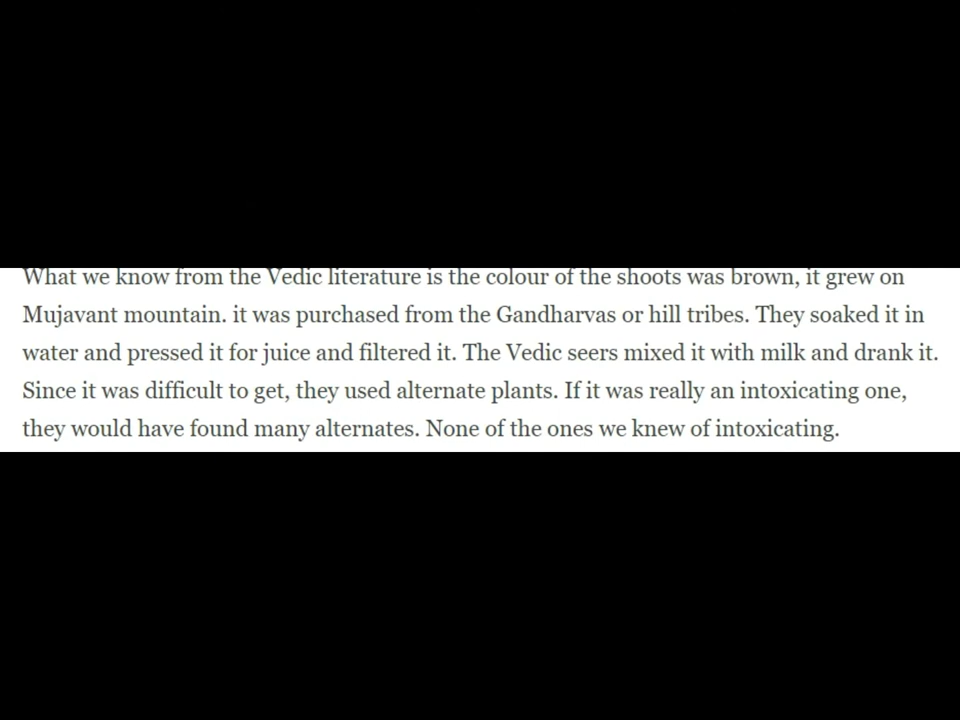 What we know from the Vedic literature is the colour of the shoots was brown, it grew on
Mujavant mountain. it was purchased from the Gandharvas or hill tribes. They soaked it in
water and pressed it for juice and filtered it. The Vedic seers mixed it with milk and drank it.
Since it was difficult to get, they used alternate plants. If it was really an intoxicating one,
they would have found many alternates. None of the ones we knew of intoxicating.